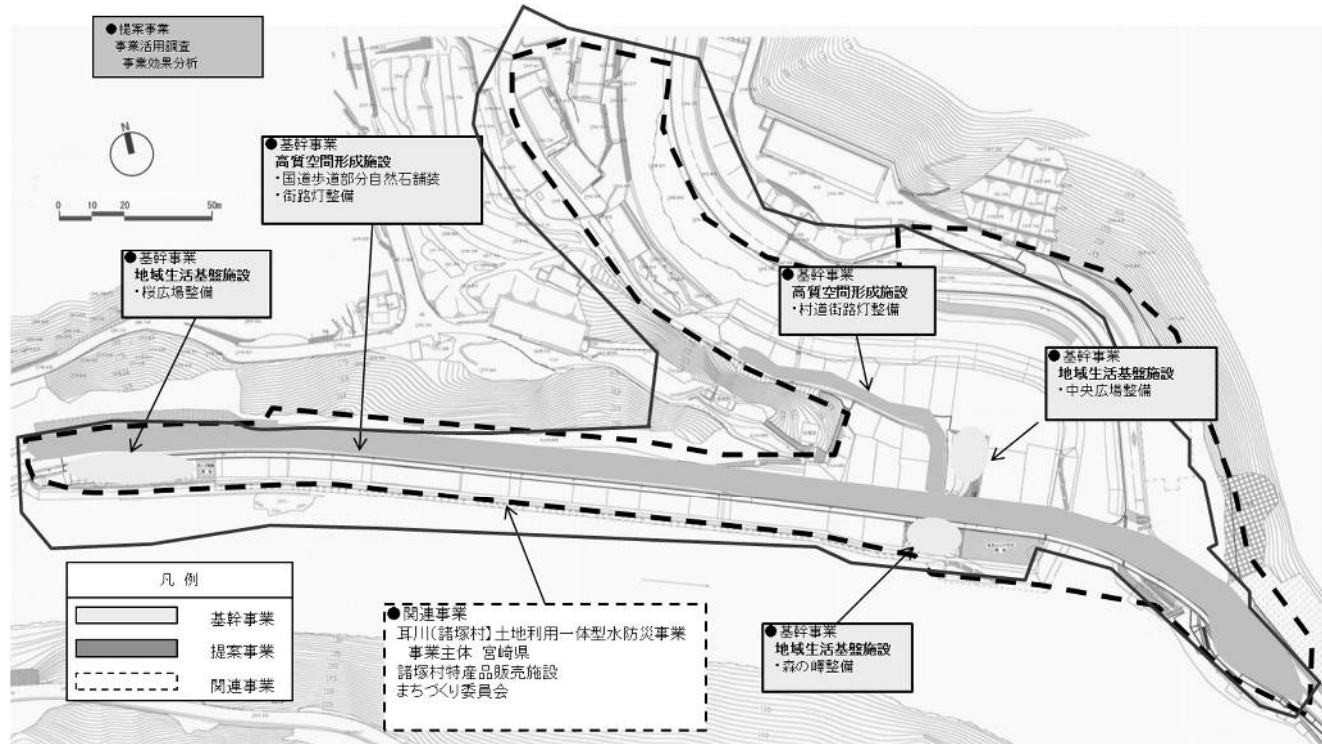 ●提案事業
事業活用調査
事業効果分析
N
0 10 20 50m
●基幹事業
高質空間形成施設
・国道歩道部分自然石舗装
・街路灯整備
●基幹事業
地域生活基盤施設
・桜広場整備
●基幹事業
高質空間形成施設
・村道街路灯整備
●基幹事業
地域生活基盤施設
・中央広場整備
凡 例
基幹事業
提案事業
関連事業
●関連事業
耳川(諸塚村】土地利用一体型水防災事業
事業主体 宮崎県
諸塚村特産品販売施設
まちづくり委員会
●基幹事業
地域生活基盤施設
・森の岬整備